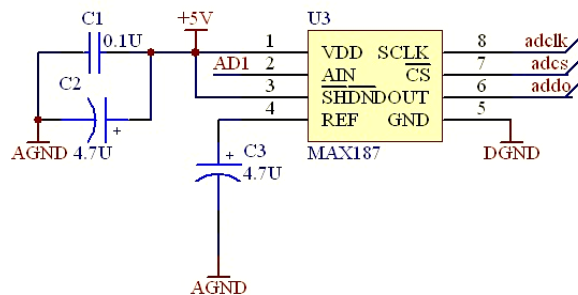 C1
+5V
U3
0.1U
1
VDD
SCLK
8
adclk
AD1
2
AIN
CS
7
adcs
C2
3
SHDN
DOUT
6
addo
4
REF
GND
5
AGND
4.7U
C3
4.7U
MAX187
DGND
AGND